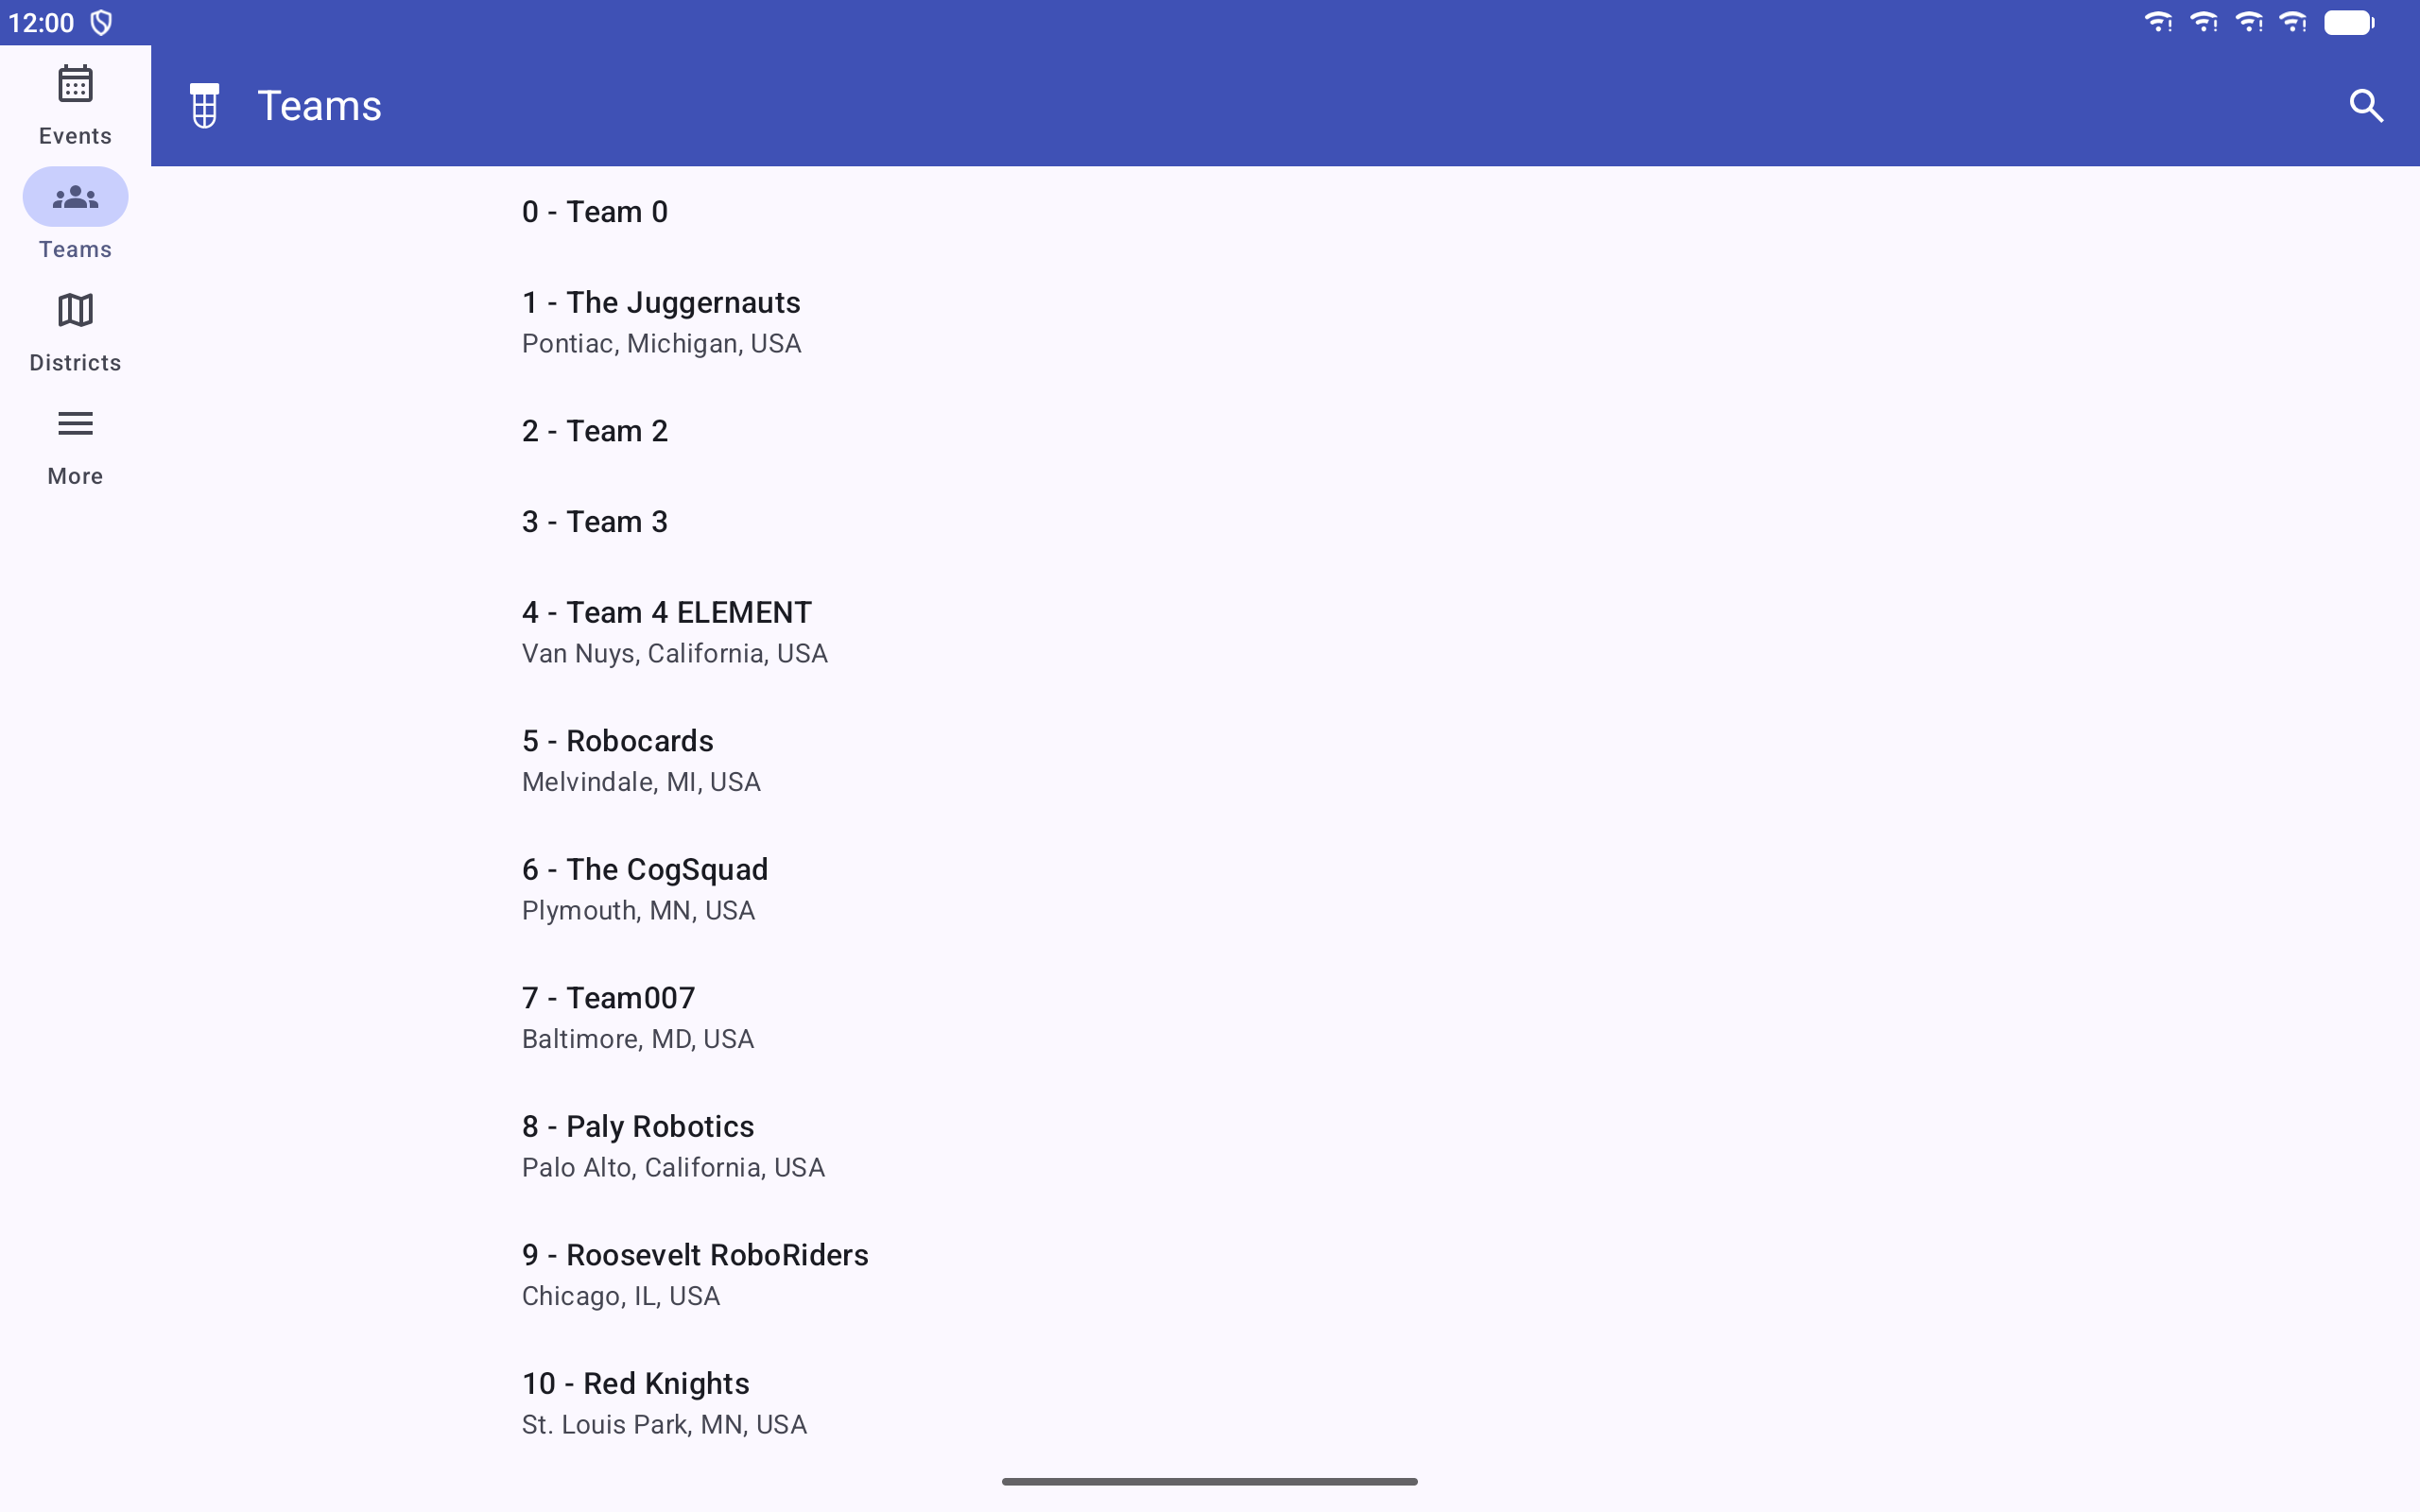 12:00
Events
Teams
Districts
More
Teams
0 - Team 0
1 - The Juggernauts
Pontiac, Michigan, USA
2 - Team 2
3 - Team 3
4 - Team 4 ELEMENT
Van Nuys, California, USA
5 - Robocards
Melvindale, MI, USA
6 - The CogSquad
Plymouth, MN, USA
7 - Team007
Baltimore, MD, USA
8 - Paly Robotics
Palo Alto, California, USA
9 - Roosevelt RoboRiders
Chicago, IL, USA
10 - Red Knights
St. Louis Park, MN, USA